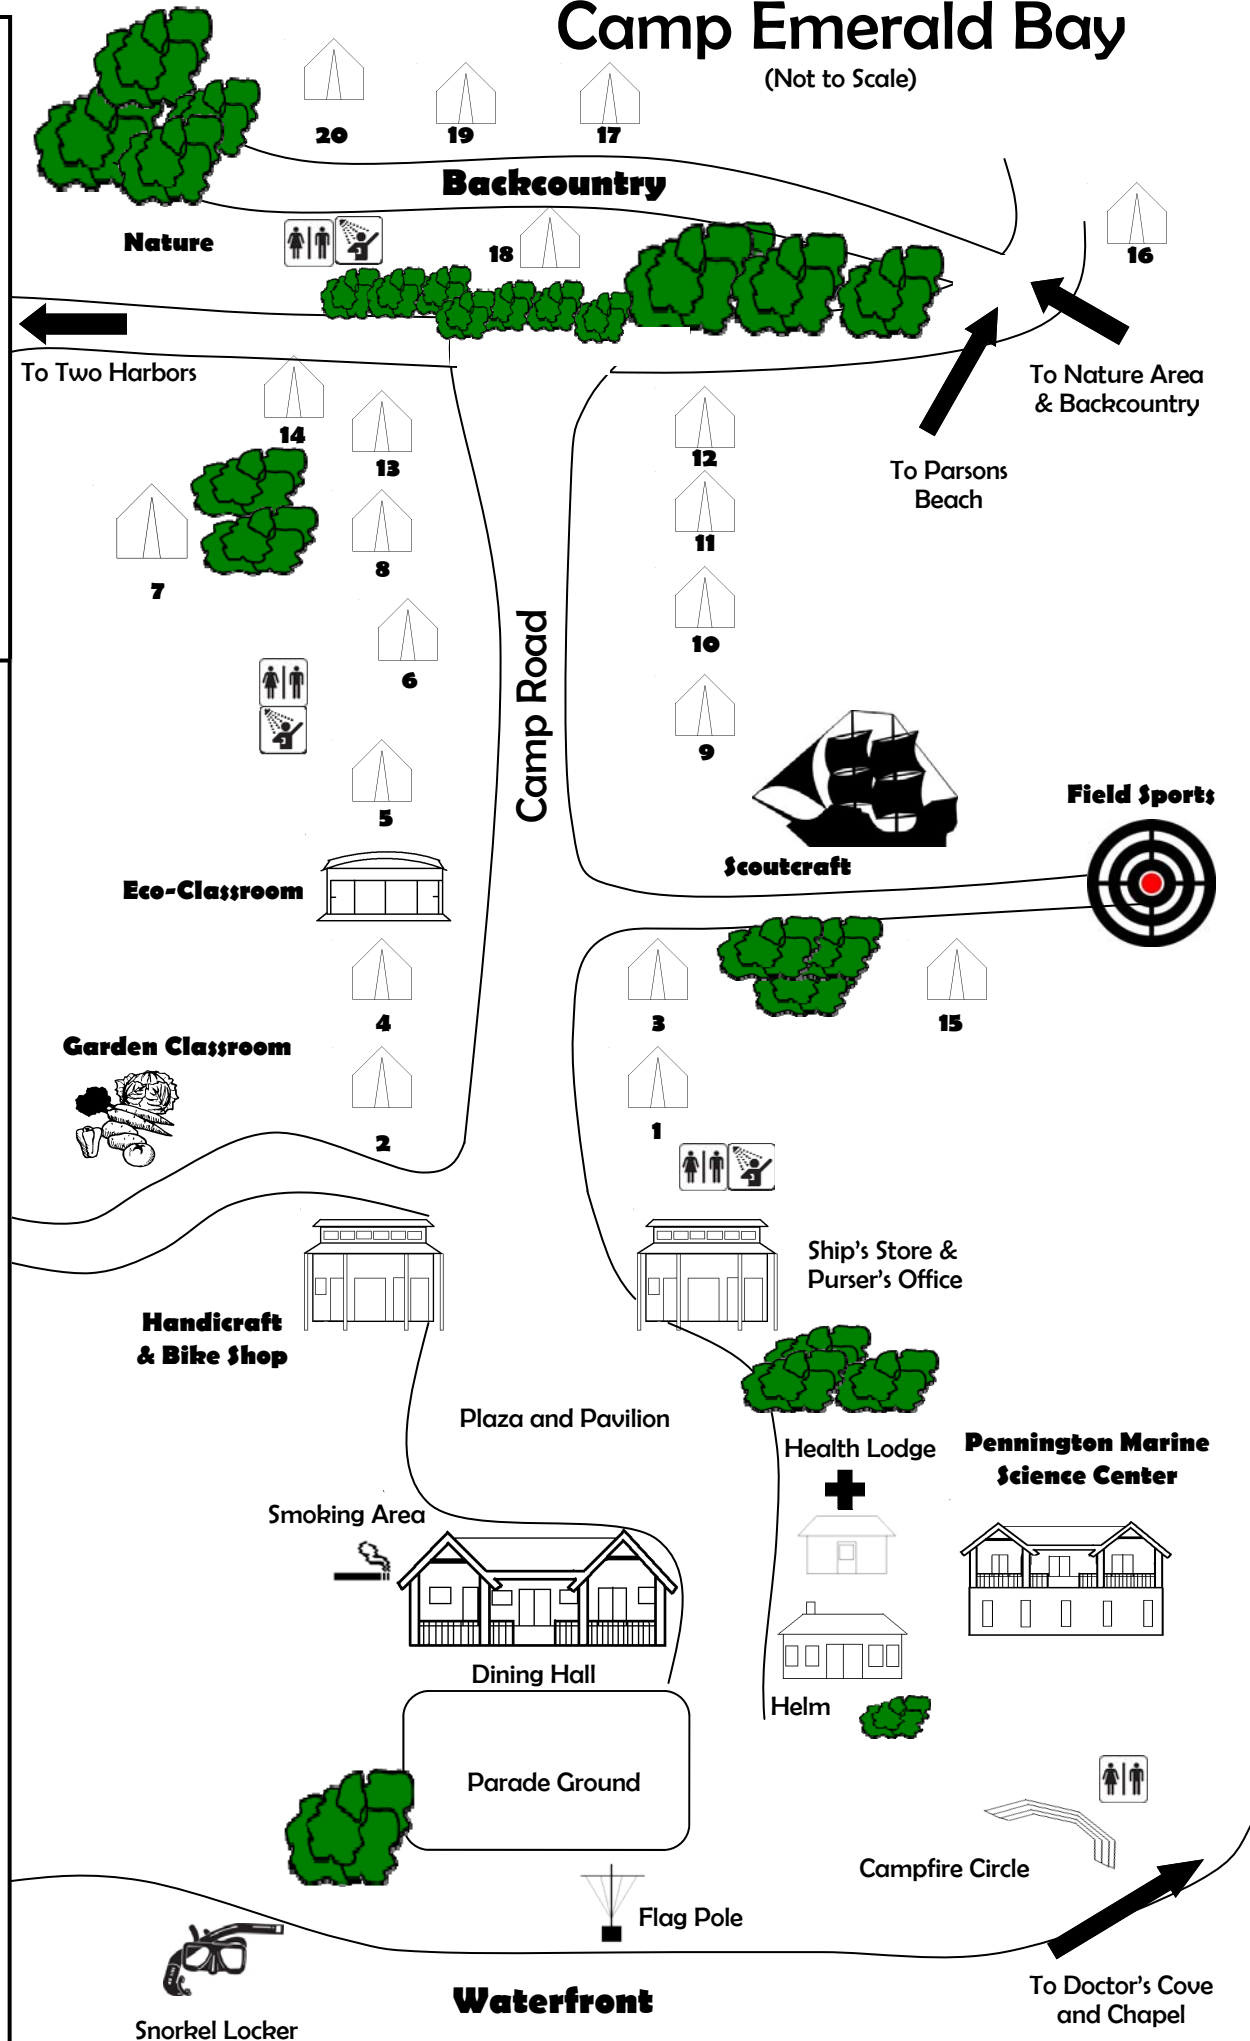 Camp Emerald Bay
(Not to Scale)
20
19
17
Backcountry
Nature
18
16
To Two Harbors
To Nature Area
& Backcountry
14
13
12
To Parsons
Beach
11
7
8
10
6
Camp Road
9
5
Field Sports
Scoutcraft
Eco-Classroom
4
3
15
Garden Classroom
2
1
Ship's Store &
Purser's Office
Handicraft
& Bike Shop
Plaza and Pavilion
Health Lodge
Pennington Marine
Science Center
Smoking Area
Dining Hall
Helm
Parade Ground
Campfire Circle
Flag Pole
To Doctor's Cove
and Chapel
Waterfront
Snorkel Locker